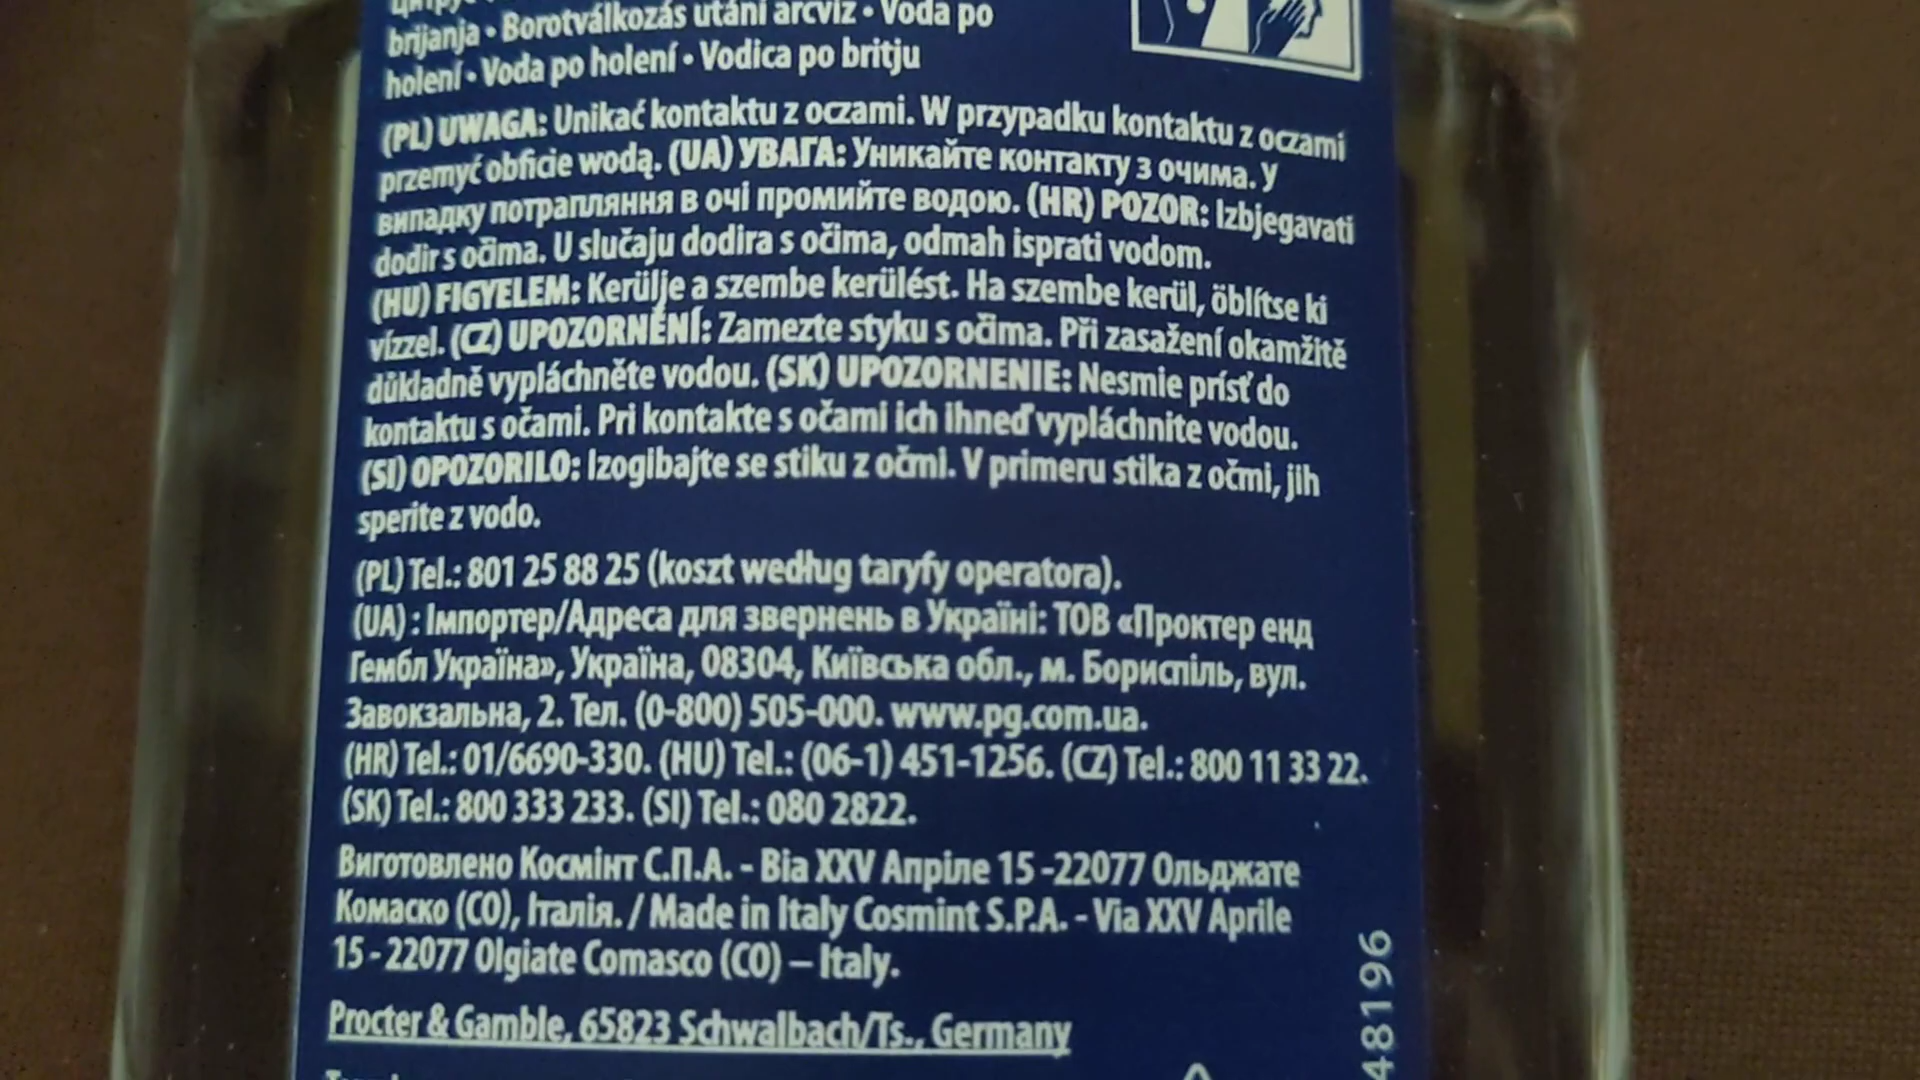 brijanja • Borotválkozás utáni arcvíz • Voda po
holení • Voda po holení • Vodica po britju
(PL) UWAGA: Unikać kontaktu z oczami. W przypadku kontaktu z oczami
przemyć obficie wodą. (UA) УВАГА: Уникайте контакту з очима. У
випадку потрапляння в очі промийте водою. (HR) POZOR: Izbjegavati
dodir s očima. U slučaju dodira s očima, odmah isprati vodom.
(HU) FIGYELEM: Kerülje a szembe kerülést. Ha szembe kerül, öblítse ki
vízzel. (CZ) UPOZORNĚNÍ: Zamezte styku s očima. Při zasažení okamžitě
důkladně vypláchněte vodou. (SK) UPOZORNENIE: Nesmie prísť do
kontaktu s očami. Pri kontakte s očami ich ihneď vypláchnite vodou.
(SI) OPOZORILO: Izogibajte se stiku z očmi. V primeru stika z očmi, jih
sperite z vodo.
(PL) Tel.: 801 25 88 25 (koszt według taryfy operatora).
(UA) : Імпортер/Адреса для звернень в Україні: ТОВ «Проктер енд
Гембл Україна», Україна, 08304, Київська обл., м. Бориспіль, вул.
Завокзальна, 2. Тел. (0-800) 505-000. www.pg.com.ua.
(HR) Tel.: 01/6690-330. (HU) Tel.: (06-1) 451-1256. (CZ) Tel.: 800 11 33 22.
(SK) Tel.: 800 333 233. (SI) Tel.: 080 2822.
Виготовлено Космінт С.П.А. - Віа XXV Апріле 15 -22077 Ольджате
Комаско (CO), Італія. / Made in Italy Cosmint S.P.A. - Via XXV Aprile
15 - 22077 Olgiate Comasco (CO) – Italy.
Procter & Gamble, 65823 Schwalbach/Ts., Germany
48196